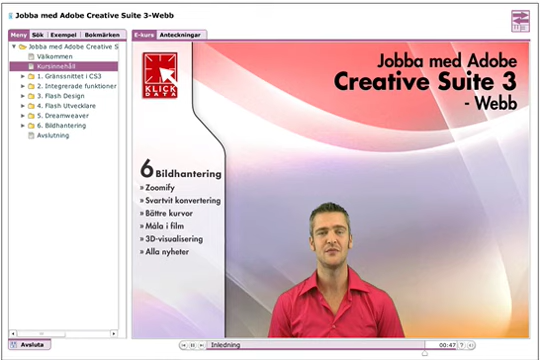 Jobba med Adobe Creative Suite 3-Webb
Meny Sök Exempel Bokmärken
Jobba med Adobe Creative S
Välkommen
Kursinnehåll
1. Gränssnittet i CS3
2. Integrerade funktioner
3. Flash Design
4. Flash Utvecklare
5. Dreamweaver
6. Bildhantering
Avslutning
Avsluta
E-kurs Anteckningar
KLICK
DATA
Jobba med Adobe
Creative Suite 3
- Webb
6 Bildhantering
» Zoomify
» Svartvit konvertering
» Bättre kurvor
» Måla i film
» 3D-visualisering
» Alla nyheter
Inledning 00:47